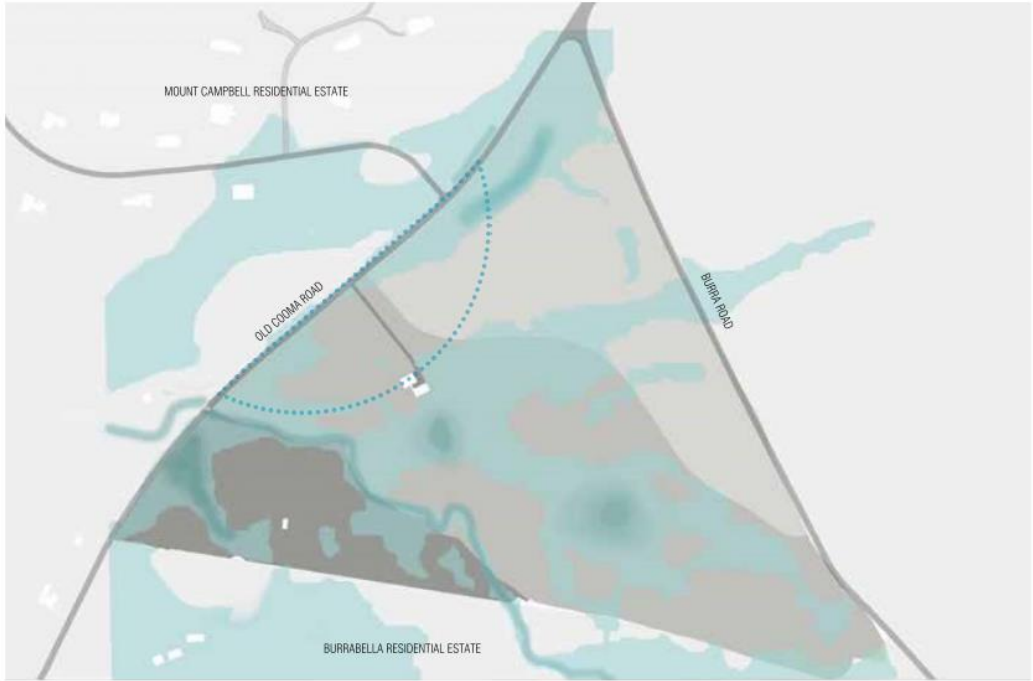 MOUNT CAMPBELL RESIDENTIAL ESTATE
OLD COOMA ROAD
BURRA ROAD
BURRABELLA RESIDENTIAL ESTATE